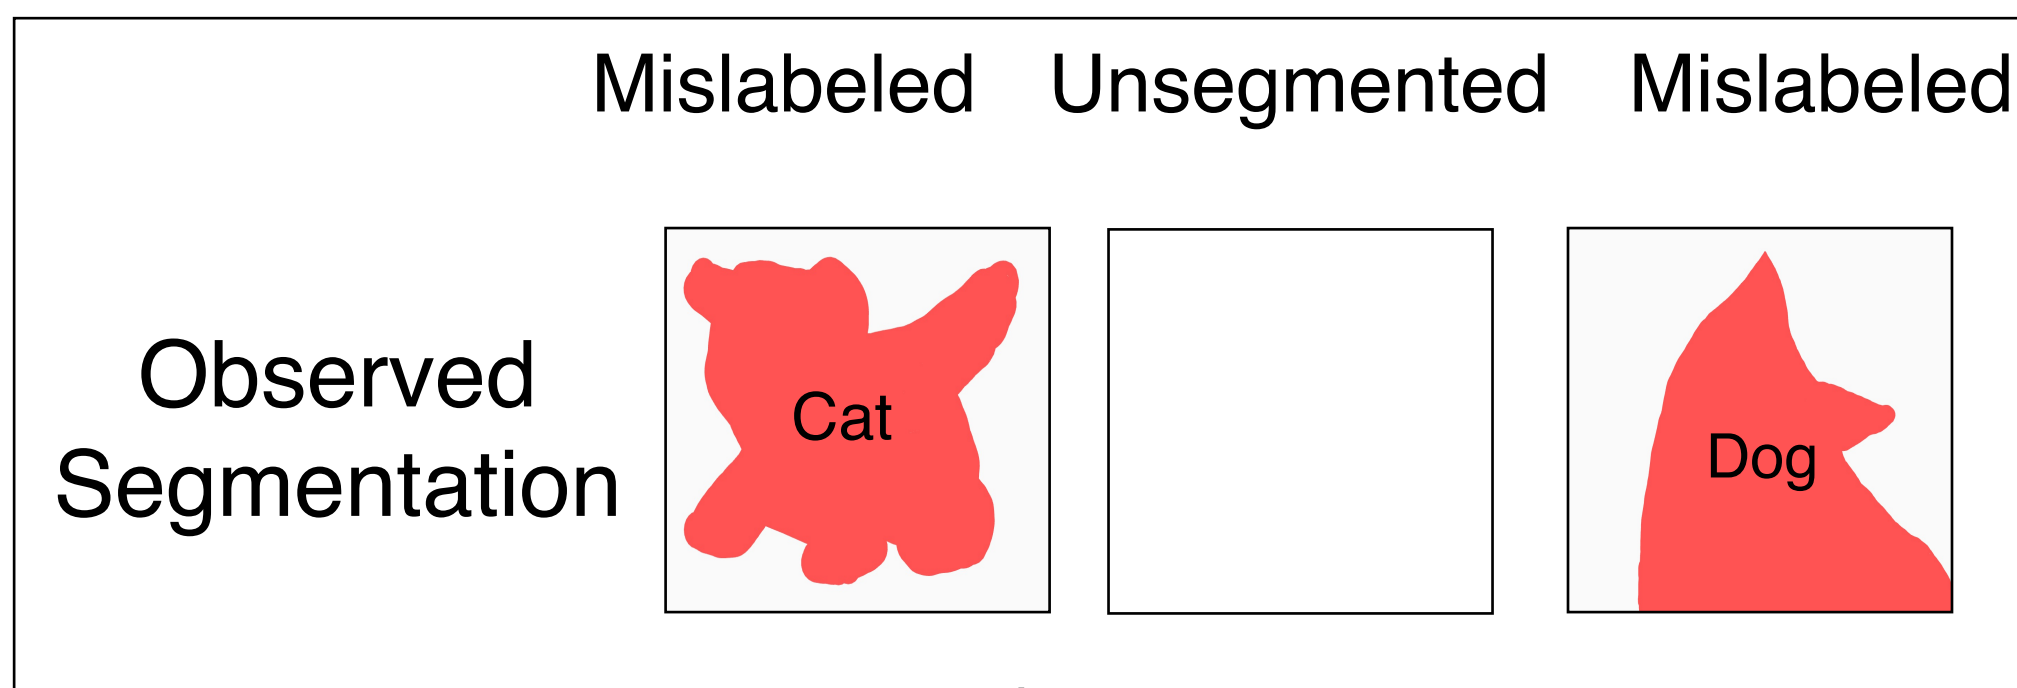 Mislabeled Unsegmented Mislabeled
Observed
Segmentation
Cat
Dog